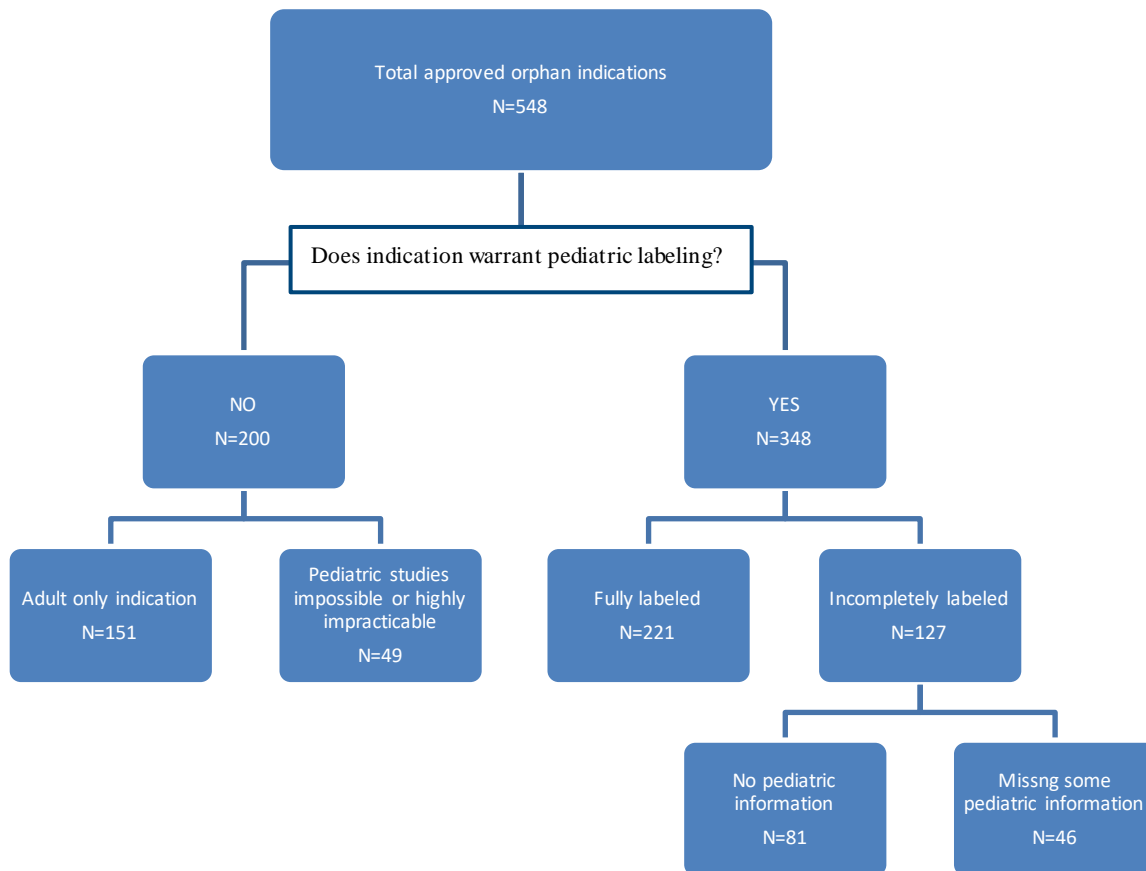 Total approved orphan indications
N=548
Does indication warrant pediatric labeling?
NO
N=200
YES
N=348
Adult only indication
N=151
Pediatric studies
impossible or highly
impracticable
N=49
Fully labeled
N=221
Incompletely labeled
N=127
No pediatric
information
N=81
Missng some
pediatric information
N=46